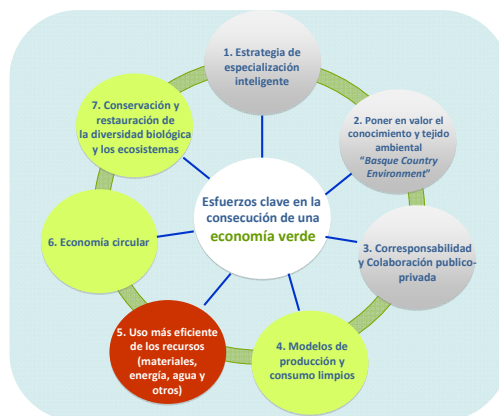 1. Estrategia de
especialización
inteligente
2. Poner en valor el
conocimiento y tejido
ambiental
“Basque Country
Environment”
3. Corresponsabilidad
y Colaboración publico-
privada
4. Modelos de
producción y
consumo limpios
5. Uso más eficiente
de los recursos
(materiales,
energía, agua y
otros)
6. Economía circular
7. Conservación y
restauración de
la diversidad biológica
y los ecosistemas
Esfuerzos clave en la
consecución de una
economía verde